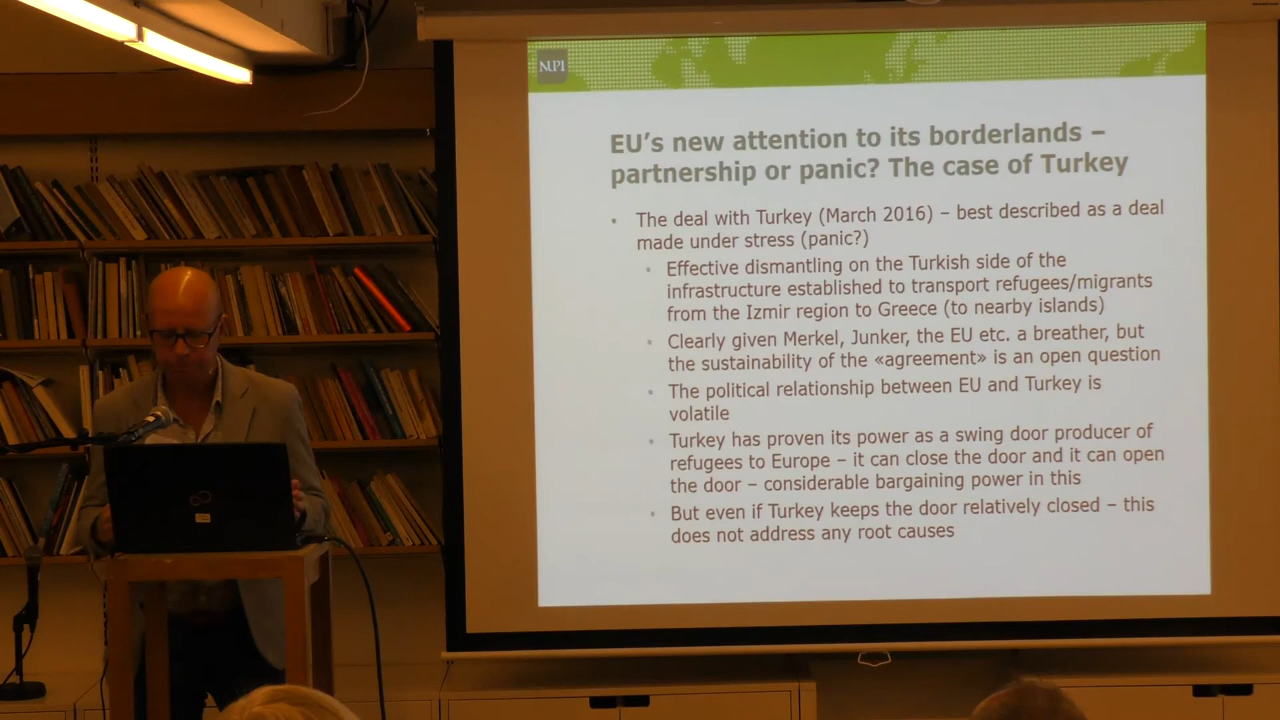 NUPI
EU's new attention to its borderlands –
partnership or panic? The case of Turkey
• The deal with Turkey (March 2016) – best described as a deal
made under stress (panic?)
• Effective dismantling on the Turkish side of the
infrastructure established to transport refugees/migrants
from the Izmir region to Greece (to nearby islands)
• Clearly given Merkel, Junker, the EU etc. a breather, but
the sustainability of the «agreement» is an open question
• The political relationship between EU and Turkey is
volatile
• Turkey has proven its power as a swing door producer of
refugees to Europe – it can close the door and it can open
the door – considerable bargaining power in this
• But even if Turkey keeps the door relatively closed – this
does not address any root causes